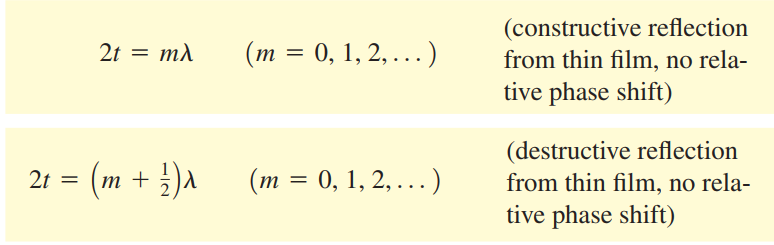 2t = mλ (m = 0, 1, 2, . . . ) (constructive reflection
from thin film, no rela-
tive phase shift)
2t = (m + 1/2)λ (m = 0, 1, 2, . . . ) (destructive reflection
from thin film, no rela-
tive phase shift)